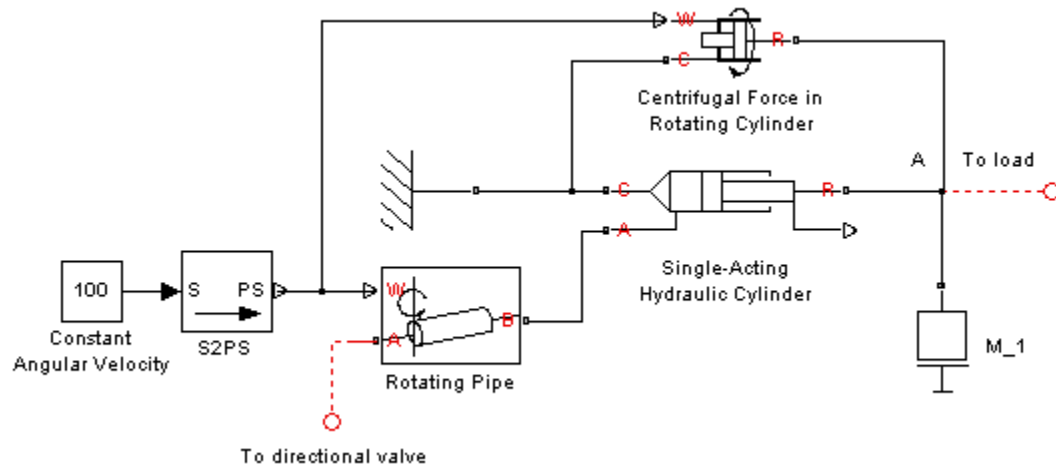 W
R
C
Centrifugal Force in
Rotating Cylinder
A
To load
C
R
A
Single-Acting
Hydraulic Cylinder
100
S PS
W
B
A
Constant
Angular Velocity
S2PS
Rotating Pipe
M_1
To directional valve